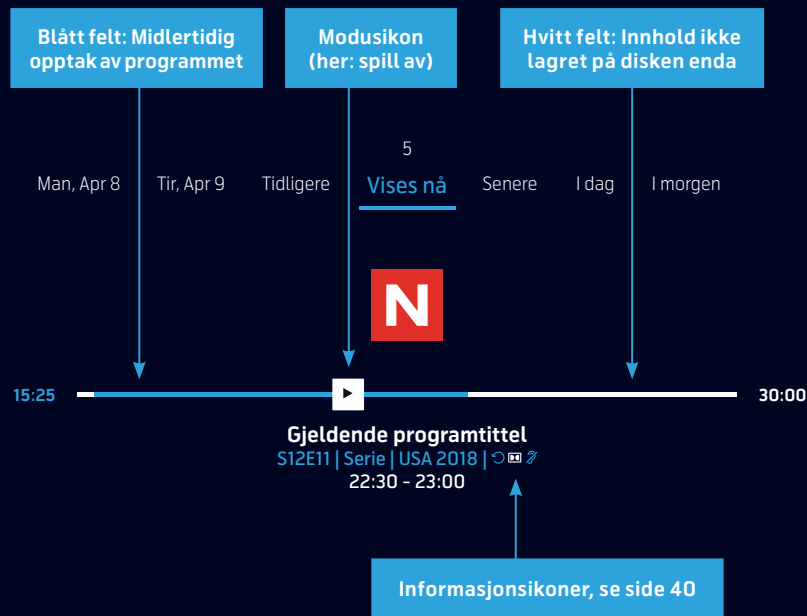 Blått felt: Midlertidig
opptak av programmet
Modusikon
(her: spill av)
Hvitt felt: Innhold ikke
lagret på disken enda
5
Man, Apr 8 Tir, Apr 9 Tidligere Vises nå Senere I dag I morgen
N
15:25 30:00
Gjeldende programtittel
S12E11 | Serie | USA 2018 |
22:30 - 23:00
Informasjonsikoner, se side 40